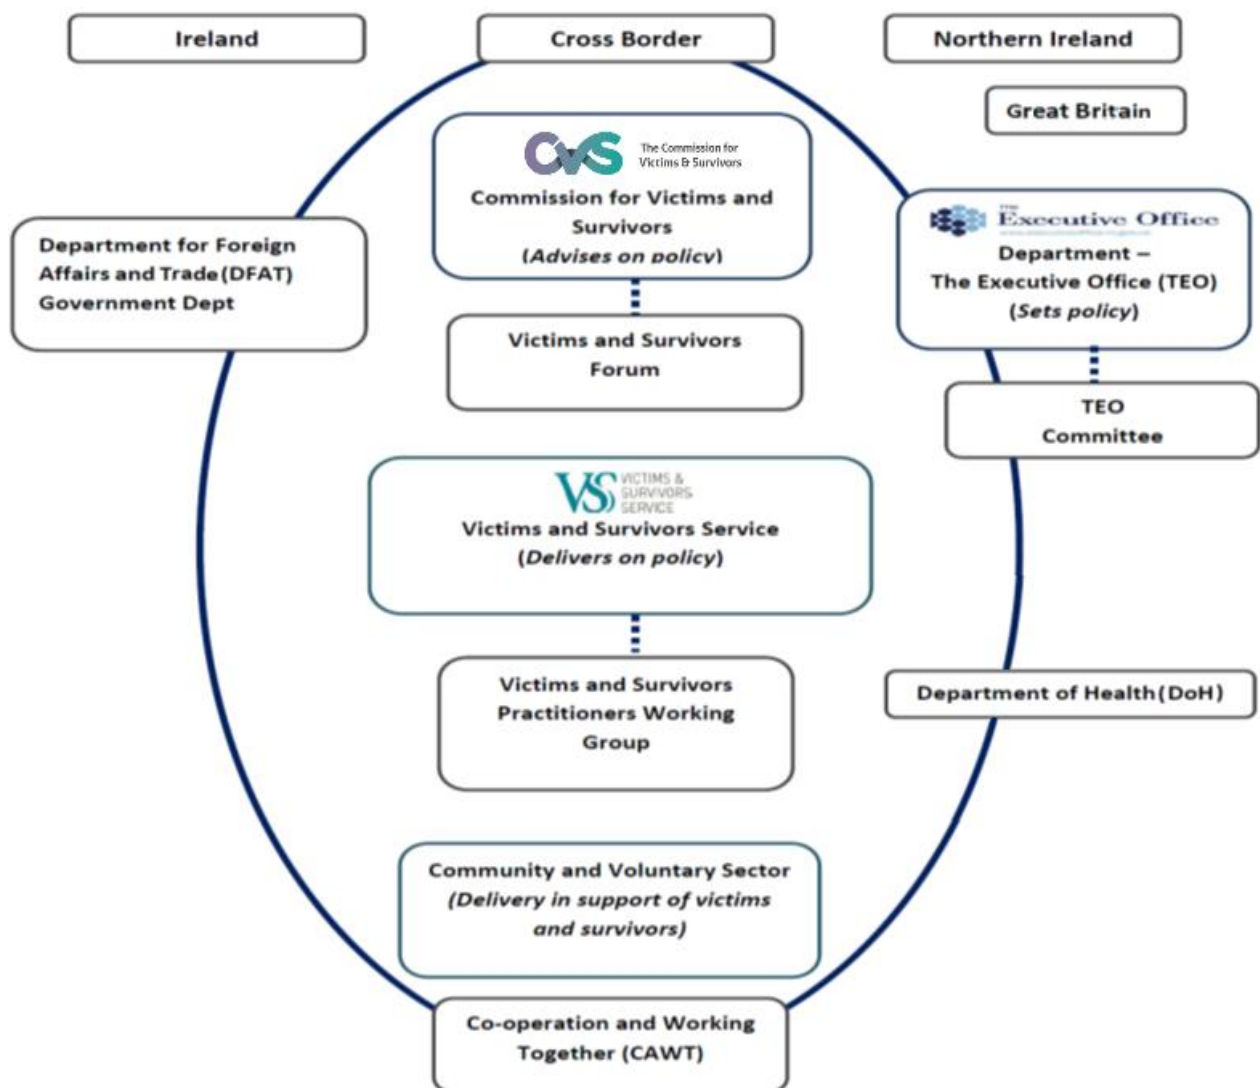 Ireland
Cross Border
Northern Ireland
Great Britain
CVS The Commission for
Victims & Survivors
Commission for Victims and
Survivors
(Advises on policy)
The
Executive Office
Department –
The Executive Office (TEO)
(Sets policy)
Department for Foreign
Affairs and Trade(DFAT)
Government Dept
Victims and Survivors
Forum
TEO
Committee
VSS VICTIMS &
SURVIVORS
SERVICE
Victims and Survivors Service
(Delivers on policy)
Victims and Survivors
Practitioners Working
Group
Department of Health(DoH)
Community and Voluntary Sector
(Delivery in support of victims
and survivors)
Co-operation and Working
Together (CAWT)